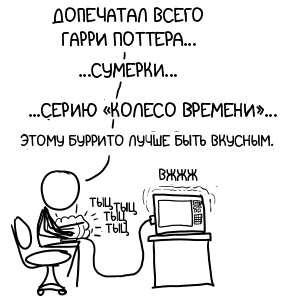 ДОПЕЧАТАЛ ВСЕГО
ГАРРИ ПОТТЕРА...
...СУМЕРКИ...
...СЕРИЮ «КОЛЕСО ВРЕМЕНИ»...
ЭТОМУ БУРРИТО ЛУЧШЕ БЫТЬ ВКУСНЫМ.
ВЖЖЖ
ТЫЦ
ТЫЦ
ТЫЦ
ТЫЦ